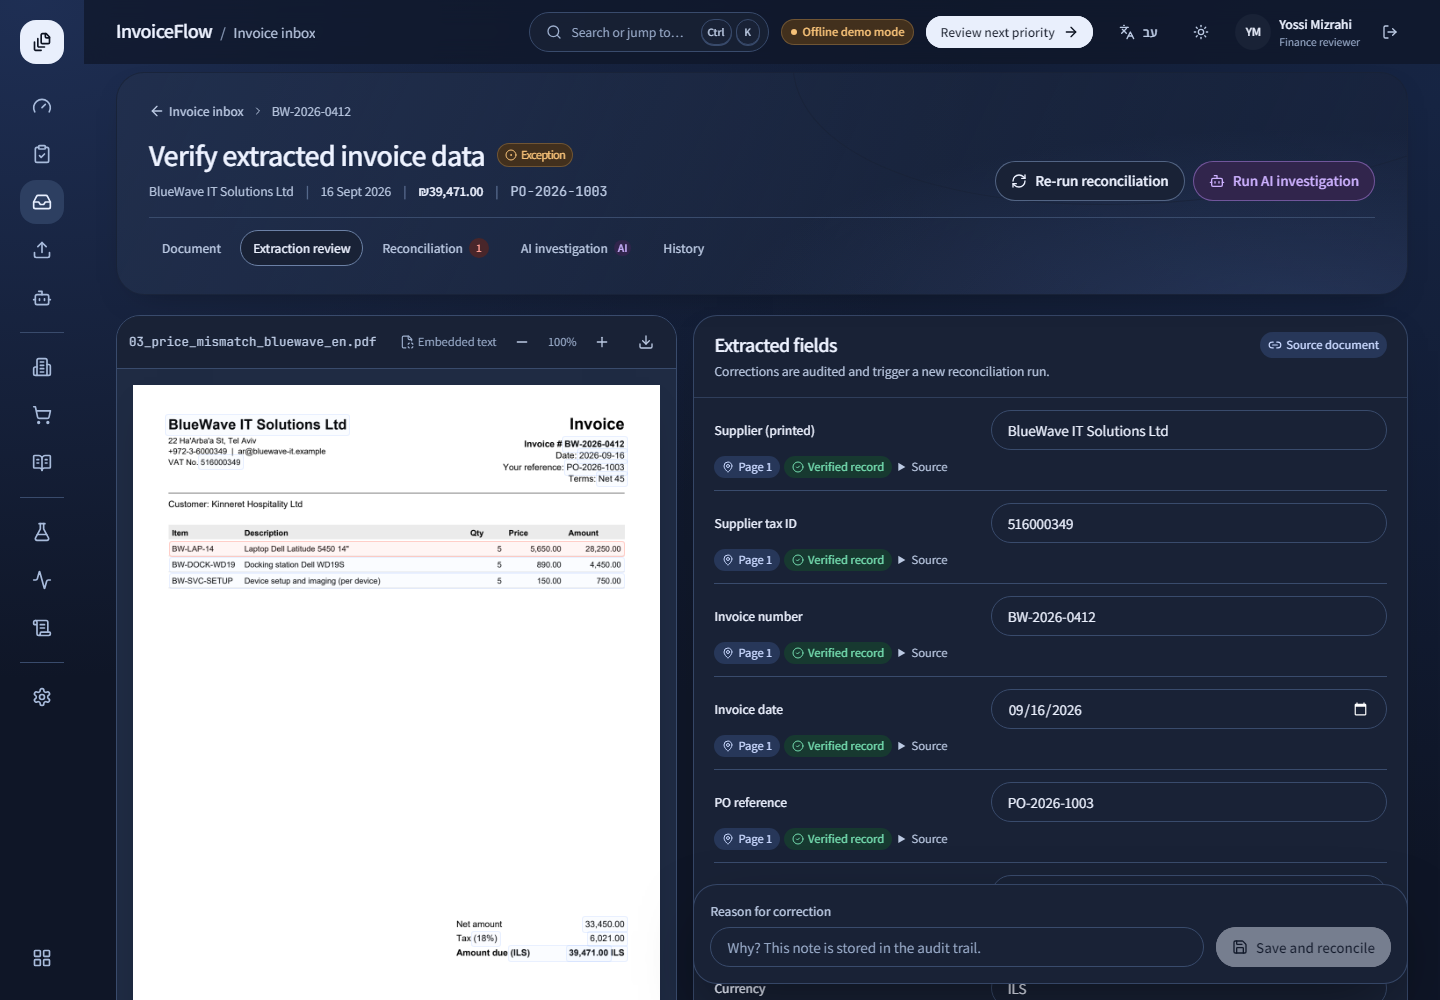 InvoiceFlow / Invoice inbox
Search or jump to... Ctrl K
Offline demo mode
Review next priority
עב
YM
Yossi Mizrahi
Finance reviewer
Invoice inbox > BW-2026-0412
Verify extracted invoice data
Exception
BlueWave IT Solutions Ltd | 16 Sept 2026 | ₪39,471.00 | PO-2026-1003
Re-run reconciliation
Run AI investigation
Document
Extraction review
Reconciliation 1
AI investigation AI
History
03_price_mismatch_bluewave_en.pdf
Embedded text
100%
BlueWave IT Solutions Ltd
22 Ha'Arba'a St, Tel Aviv
+972-3-6000349 | ar@bluewave-it.example
VAT No. 516000349
Invoice
Invoice # BW-2026-0412
Date: 2026-09-16
Your reference: PO-2026-1003
Terms: Net 45
Customer: Kinneret Hospitality Ltd
Item Description Qty Price Amount
BW-LAP-14 Laptop Dell Latitude 5450 14" 5 5,650.00 28,250.00
BW-DOCK-WD19 Docking station Dell WD19S 5 890.00 4,450.00
BW-SVC-SETUP Device setup and imaging (per device) 5 150.00 750.00
Net amount 33,450.00
Tax (18%) 6,021.00
Amount due (ILS) 39,471.00 ILS
Extracted fields
Source document
Corrections are audited and trigger a new reconciliation run.
Supplier (printed) BlueWave IT Solutions Ltd
Page 1 Verified record Source
Supplier tax ID 516000349
Page 1 Verified record Source
Invoice number BW-2026-0412
Page 1 Verified record Source
Invoice date 09/16/2026
Page 1 Verified record Source
PO reference PO-2026-1003
Page 1 Verified record Source
Reason for correction
Why? This note is stored in the audit trail.
Save and reconcile
Currency ILS